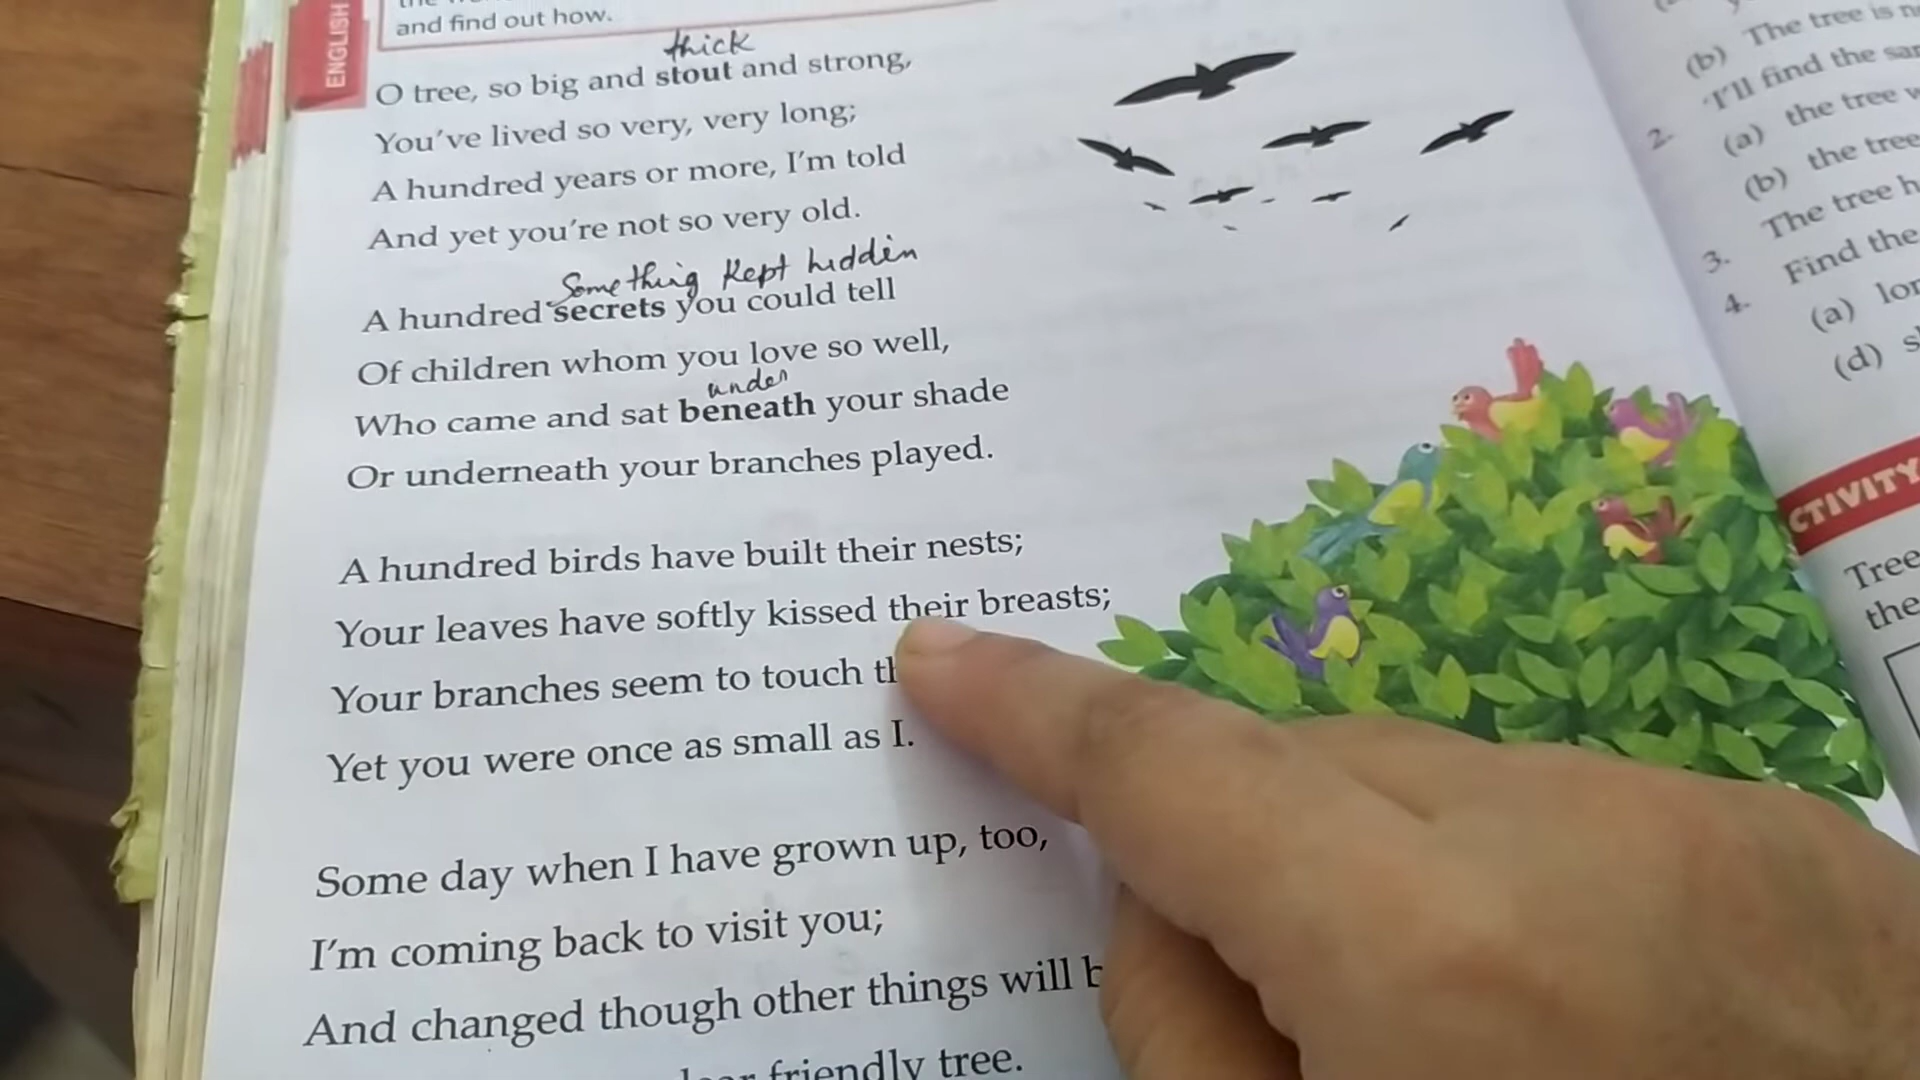 ENGLISH
and find out how.
thick
O tree, so big and stout and strong,
You've lived so very, very long;
A hundred years or more, I'm told
And yet you're not so very old.
Something Kept hidden
A hundred secrets you could tell
Of children whom you love so well,
under
Who came and sat beneath your shade
Or underneath your branches played.
A hundred birds have built their nests;
Your leaves have softly kissed their breasts;
Your branches seem to touch
Yet you were once as small as I.
Some day when I have grown up, too,
I'm coming back to visit you;
And changed though other things will
friendly tree.
(b) The tree is
2. 'I'll find the
(a) the tree
(b) the tree
3. The tree
4. Find the
(a)
(d)
CTIVITY
Tree
the